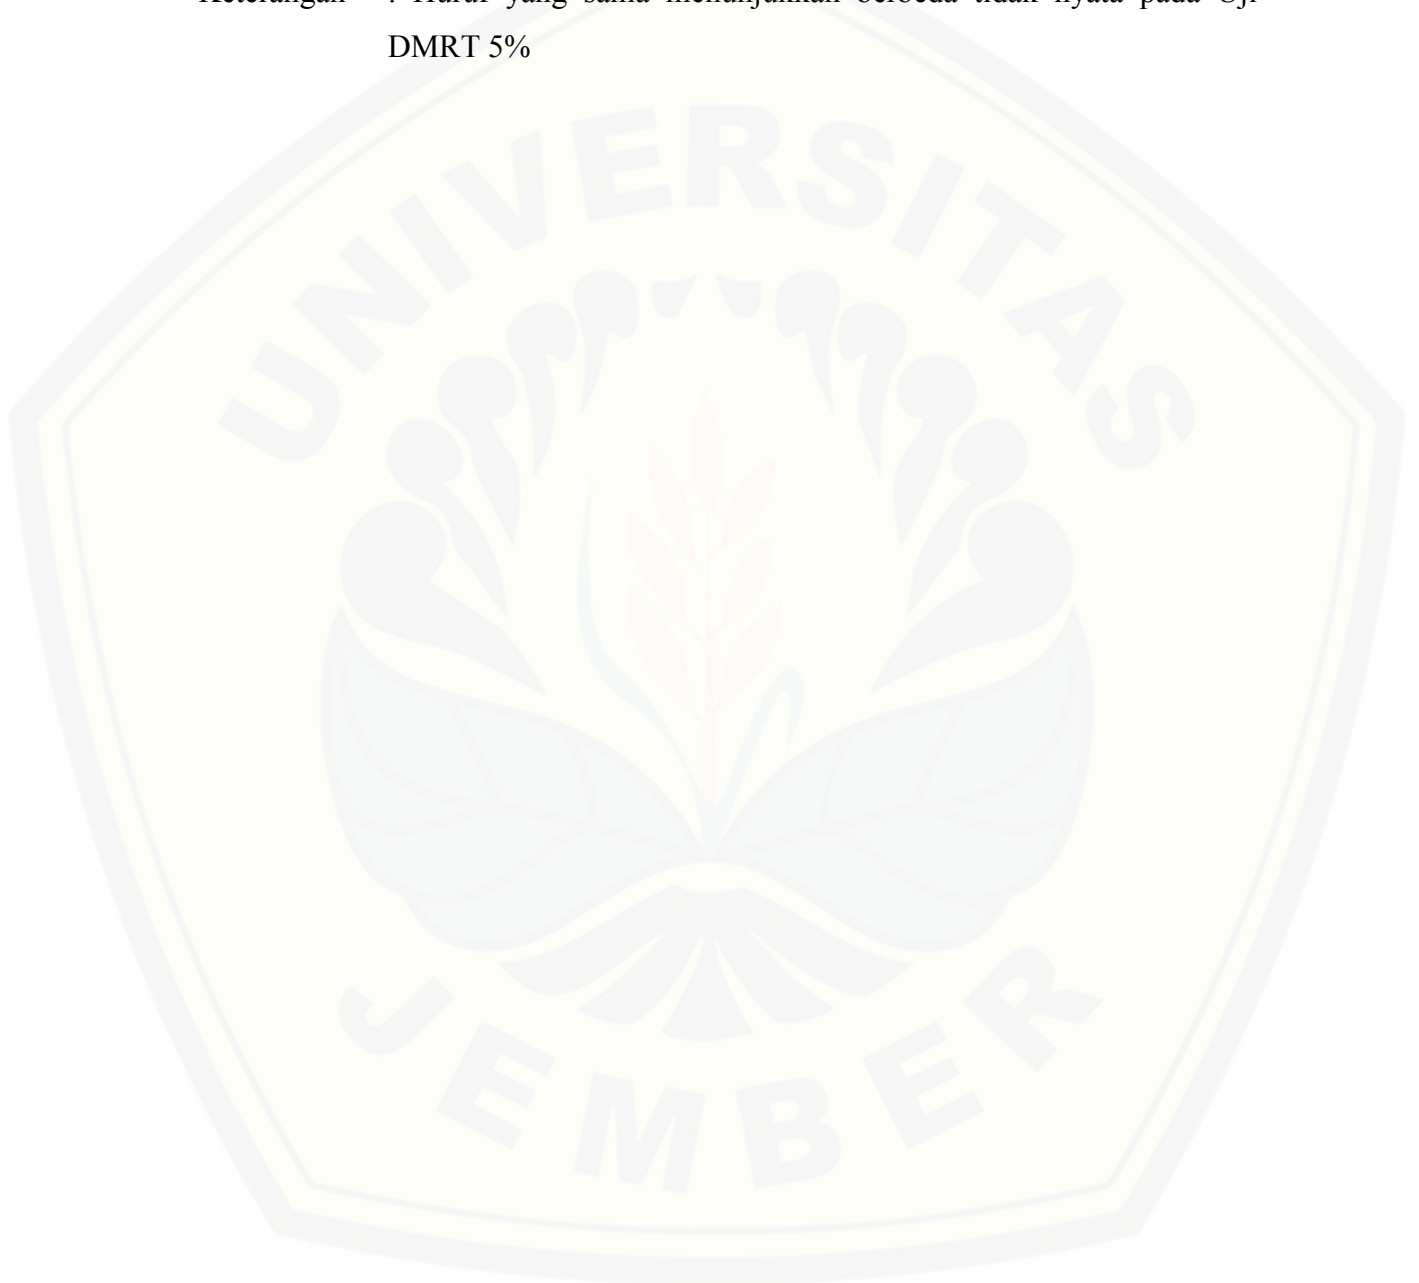 Keterangan : Huruf yang sama menunjukkan berbeda tidak nyata pada Uji
DMRT 5%
UNIVERSITAS
JEMBER